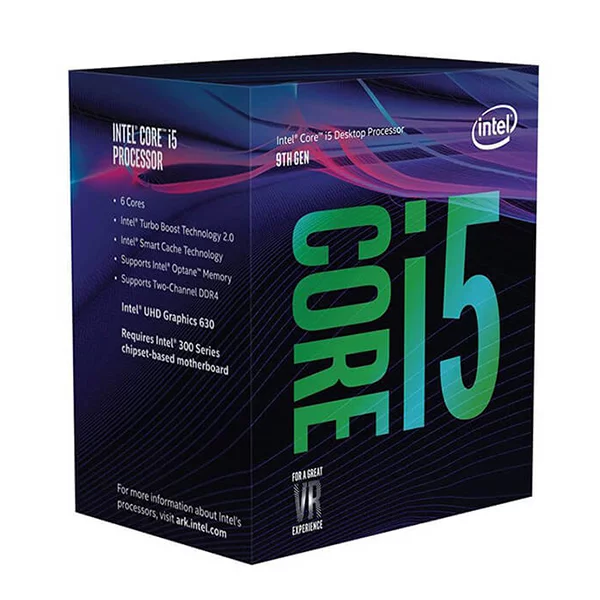 INTEL® CORE™ i5
PROCESSOR
• 6 Cores
• Intel® Turbo Boost Technology 2.0
• Intel® Smart Cache Technology
• Supports Intel® Optane™ Memory
• Supports Two-Channel DDR4
Intel® UHD Graphics 630
Requires Intel® 300 Series
chipset-based motherboard
For more information about Intel's
processors, visit ark.intel.com
Intel® Core™ i5 Desktop Processor
9TH GEN
intel®
CORE i5
FOR A GREAT
VR
EXPERIENCE